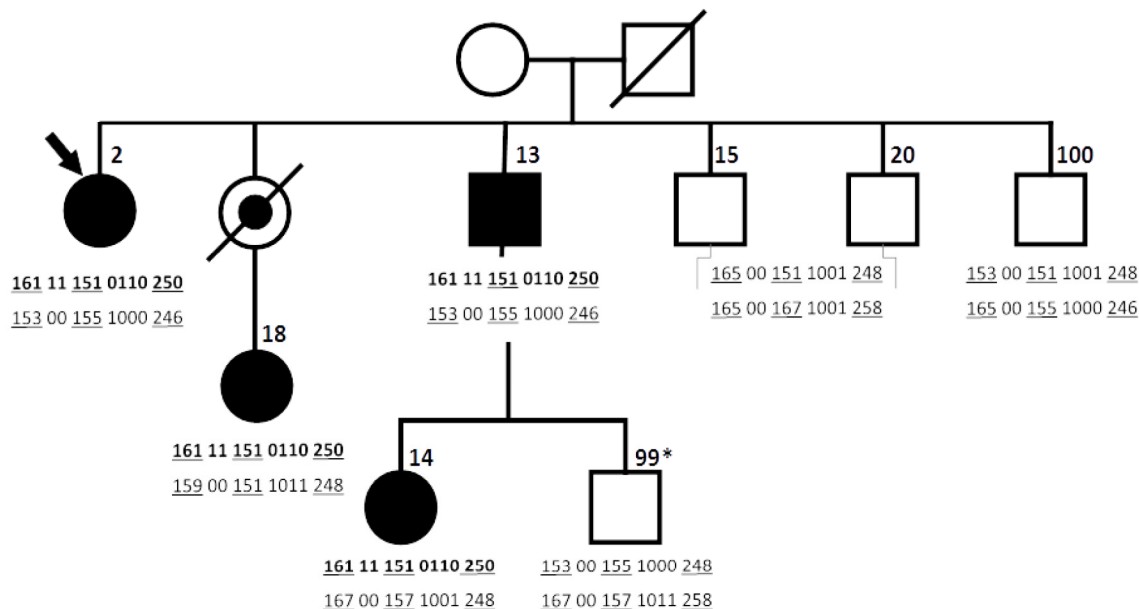 2
13
15
20
100
161 11 151 0110 250
153 00 155 1000 246
161 11 151 0110 250
153 00 155 1000 246
165 00 151 1001 248
165 00 167 1001 258
153 00 151 1001 248
165 00 155 1000 246
18
161 11 151 0110 250
159 00 151 1011 248
14
99*
161 11 151 0110 250
167 00 157 1001 248
153 00 155 1000 248
167 00 157 1011 258